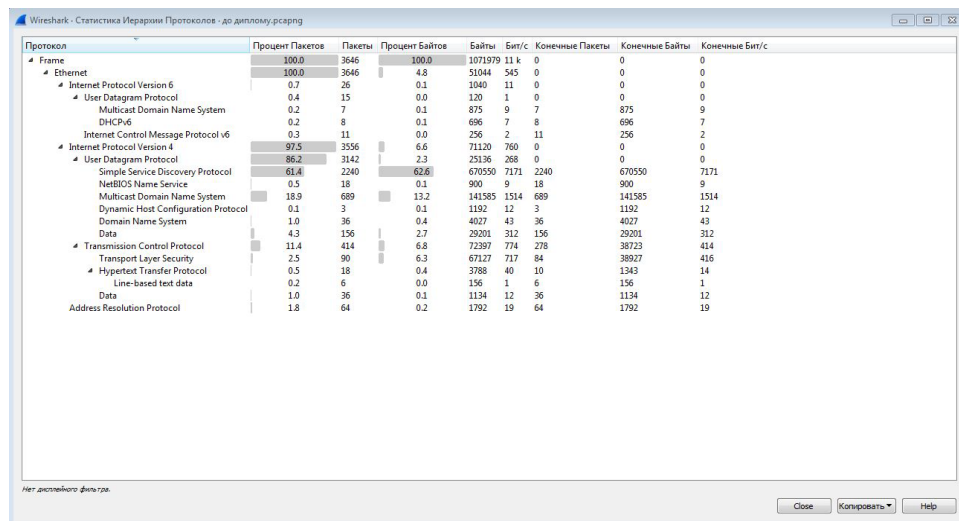 Wireshark · Статистика Иерархии Протоколов · до диплому.pcapng
Протокол Процент Пакетов Пакеты Процент Байтов Байты Бит/с Конечные Пакеты Конечные Байты Конечные Бит/с
Frame 100.0 3646 100.0 1071979 11 k 0 0 0
Ethernet 100.0 3646 4.8 51044 545 0 0 0
Internet Protocol Version 6 0.7 26 0.1 1040 11 0 0 0
User Datagram Protocol 0.4 15 0.0 120 1 0 0 0
Multicast Domain Name System 0.2 7 0.1 875 9 7 875 9
DHCPv6 0.2 8 0.1 696 7 8 696 7
Internet Control Message Protocol v6 0.3 11 0.0 256 2 11 256 2
Internet Protocol Version 4 97.5 3556 6.6 71120 760 0 0 0
User Datagram Protocol 86.2 3142 2.3 25136 268 0 0 0
Simple Service Discovery Protocol 61.4 2240 62.6 670550 7171 2240 670550 7171
NetBIOS Name Service 0.5 18 0.1 900 9 18 900 9
Multicast Domain Name System 18.9 689 13.2 141585 1514 689 141585 1514
Dynamic Host Configuration Protocol 0.1 3 0.1 1192 12 3 1192 12
Domain Name System 1.0 36 0.4 4027 43 36 4027 43
Data 4.3 156 2.7 29201 312 156 29201 312
Transmission Control Protocol 11.4 414 6.8 72397 774 278 38723 414
Transport Layer Security 2.5 90 6.3 67127 717 84 38927 416
Hypertext Transfer Protocol 0.5 18 0.4 3788 40 10 1343 14
Line-based text data 0.2 6 0.0 156 1 6 156 1
Data 1.0 36 0.1 1134 12 36 1134 12
Address Resolution Protocol 1.8 64 0.2 1792 19 64 1792 19
Нет дисплейного фильтра.
Close Копировать Help